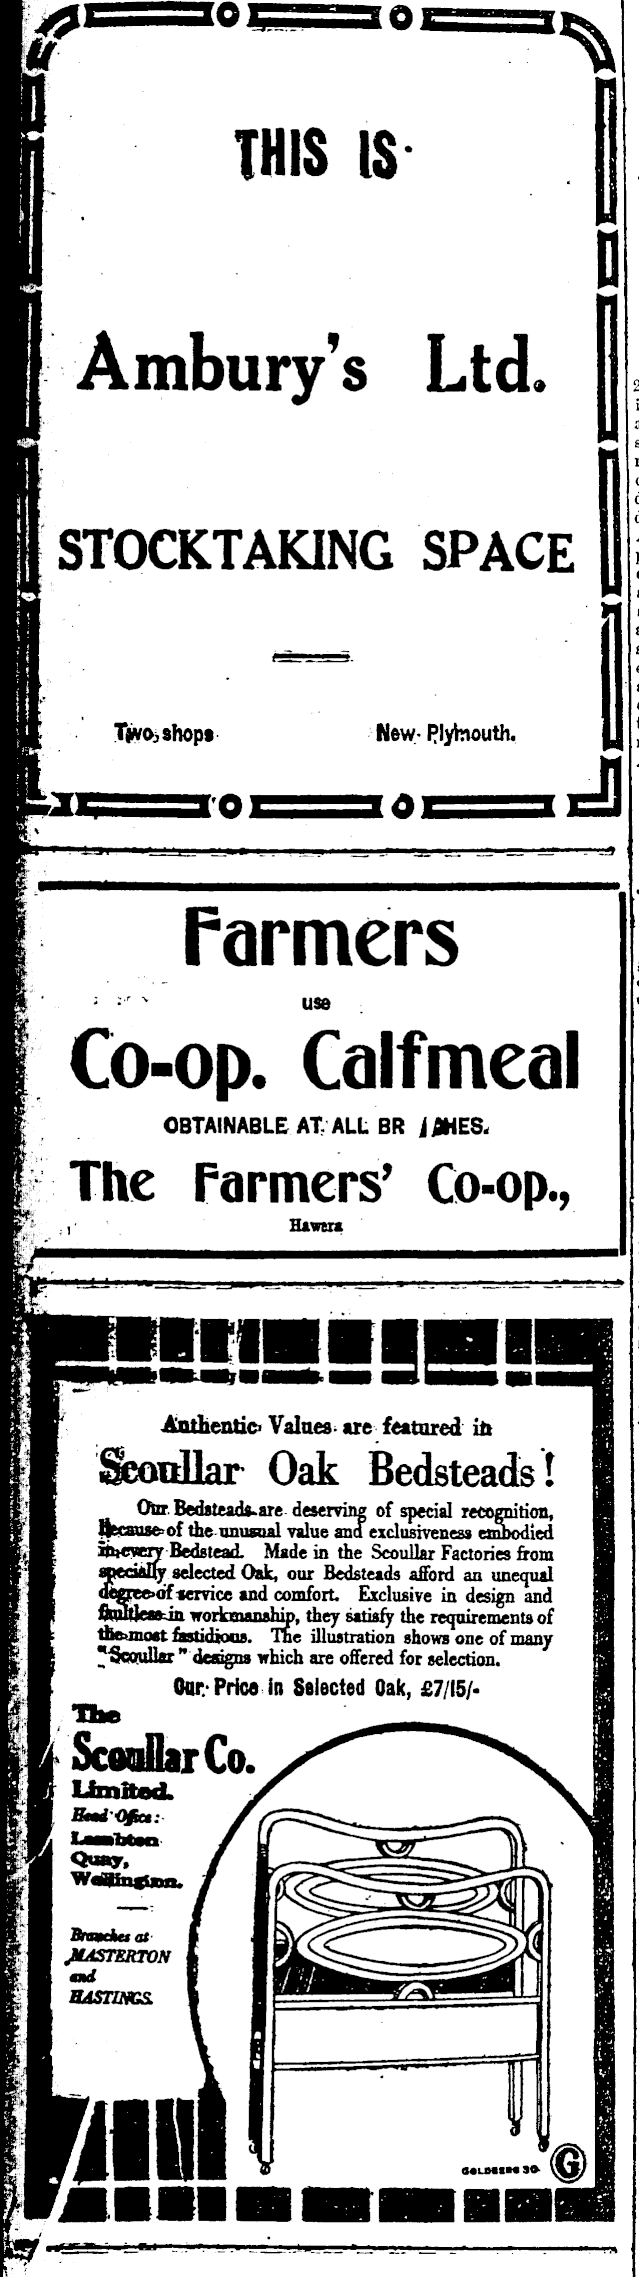 THIS IS
Ambury's Ltd.
STOCKTAKING SPACE
Two shops New Plymouth.
Farmers
use
Co-op. Calfmeal
OBTAINABLE AT ALL BR HES.
The Farmers' Co-op.,
Hawera
Authentic Values are featured in
Scoullar Oak Bedsteads!
Our Bedsteads are deserving of special recognition,
because of the unusual value and exclusiveness embodied
in every Bedstead. Made in the Scoullar Factories from
specially selected Oak, our Bedsteads afford an unequal
degree of service and comfort. Exclusive in design and
faultless in workmanship, they satisfy the requirements of
the most fastidious. The illustration shows one of many
"Scoullar" designs which are offered for selection.
Our Price in Selected Oak, £7/15/-
The
Scoullar Co.
Limited.
Head Office:
Lambton
Quay,
Wellington.
Branches at
MASTERTON
and
HASTINGS.
GOLDBERG 30 G